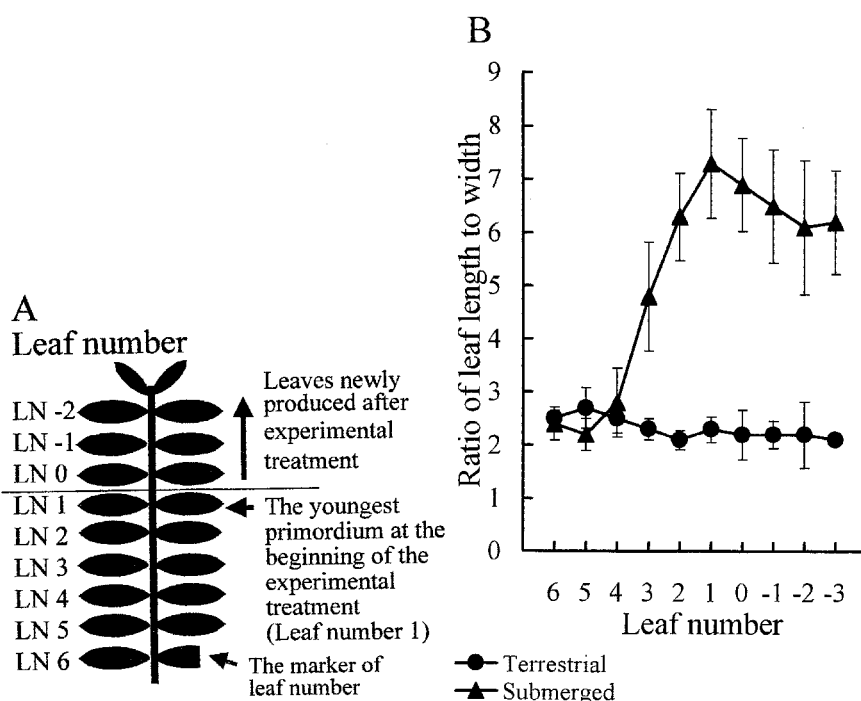 A
Leaf number
LN -2
LN -1
LN 0
LN 1
LN 2
LN 3
LN 4
LN 5
LN 6
Leaves newly
produced after
experimental
treatment
The youngest
primordium at the
beginning of the
experimental
treatment
(Leaf number 1)
The marker of
leaf number
B
Ratio of leaf length to width
9
8
7
6
5
4
3
2
1
0
6 5 4 3 2 1 0 -1 -2 -3
Leaf number
Terrestrial
Submerged